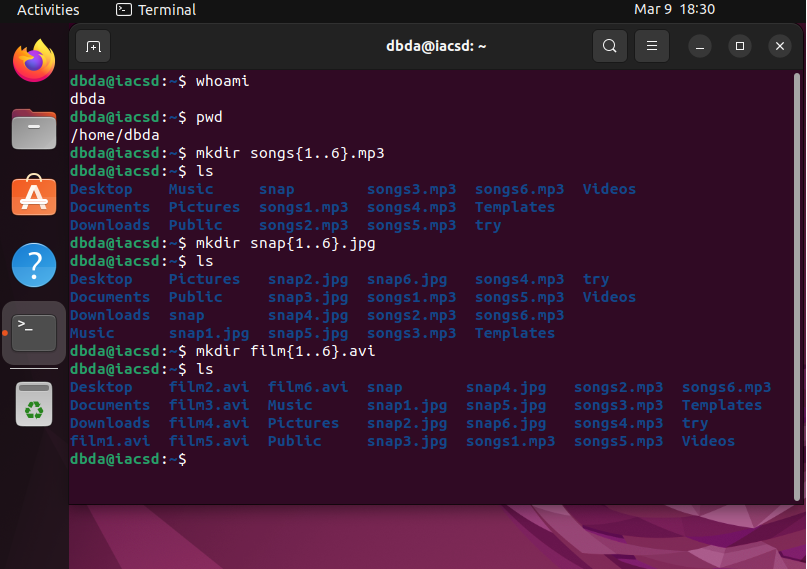 Activities Terminal Mar 9 18:30
dbda@iacsd: ~
dbda@iacsd:~$ whoami
dbda
dbda@iacsd:~$ pwd
/home/dbda
dbda@iacsd:~$ mkdir songs{1..6}.mp3
dbda@iacsd:~$ ls
Desktop Music snap songs3.mp3 songs6.mp3 Videos
Documents Pictures songs1.mp3 songs4.mp3 Templates
Downloads Public songs2.mp3 songs5.mp3 try
dbda@iacsd:~$ mkdir snap{1..6}.jpg
dbda@iacsd:~$ ls
Desktop Pictures snap2.jpg snap6.jpg songs4.mp3 try
Documents Public snap3.jpg songs1.mp3 songs5.mp3 Videos
Downloads snap snap4.jpg songs2.mp3 songs6.mp3
Music snap1.jpg snap5.jpg songs3.mp3 Templates
dbda@iacsd:~$ mkdir film{1..6}.avi
dbda@iacsd:~$ ls
Desktop film2.avi film6.avi snap snap4.jpg songs2.mp3 songs6.mp3
Documents film3.avi Music snap1.jpg snap5.jpg songs3.mp3 Templates
Downloads film4.avi Pictures snap2.jpg snap6.jpg songs4.mp3 try
film1.avi film5.avi Public snap3.jpg songs1.mp3 songs5.mp3 Videos
dbda@iacsd:~$